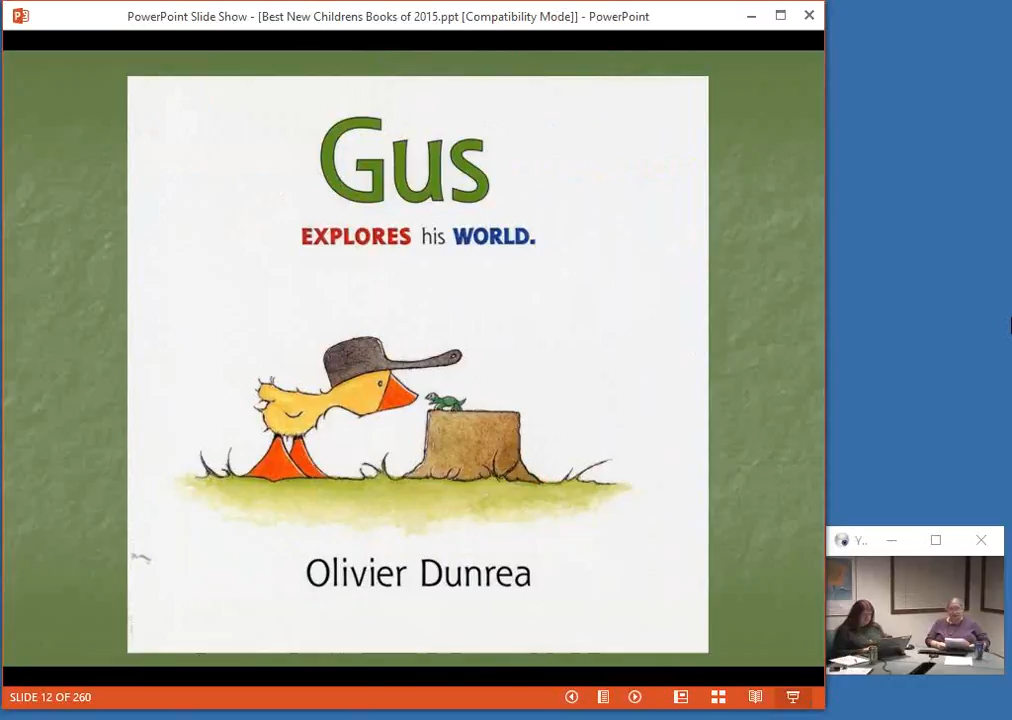 PowerPoint Slide Show - [Best New Childrens Books of 2015.ppt [Compatibility Mode]] - PowerPoint
Gus
EXPLORES his WORLD.
Olivier Dunrea
Y..
SLIDE 12 OF 260